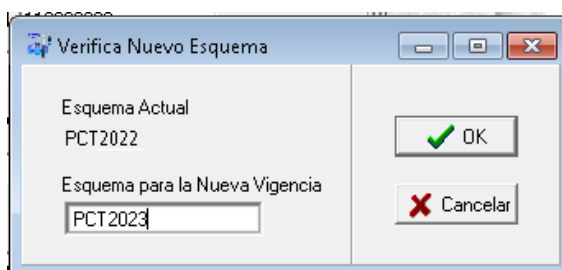 Verifica Nuevo Esquema
Esquema Actual
PCT2022
OK
Esquema para la Nueva Vigencia
PCT2023
Cancelar